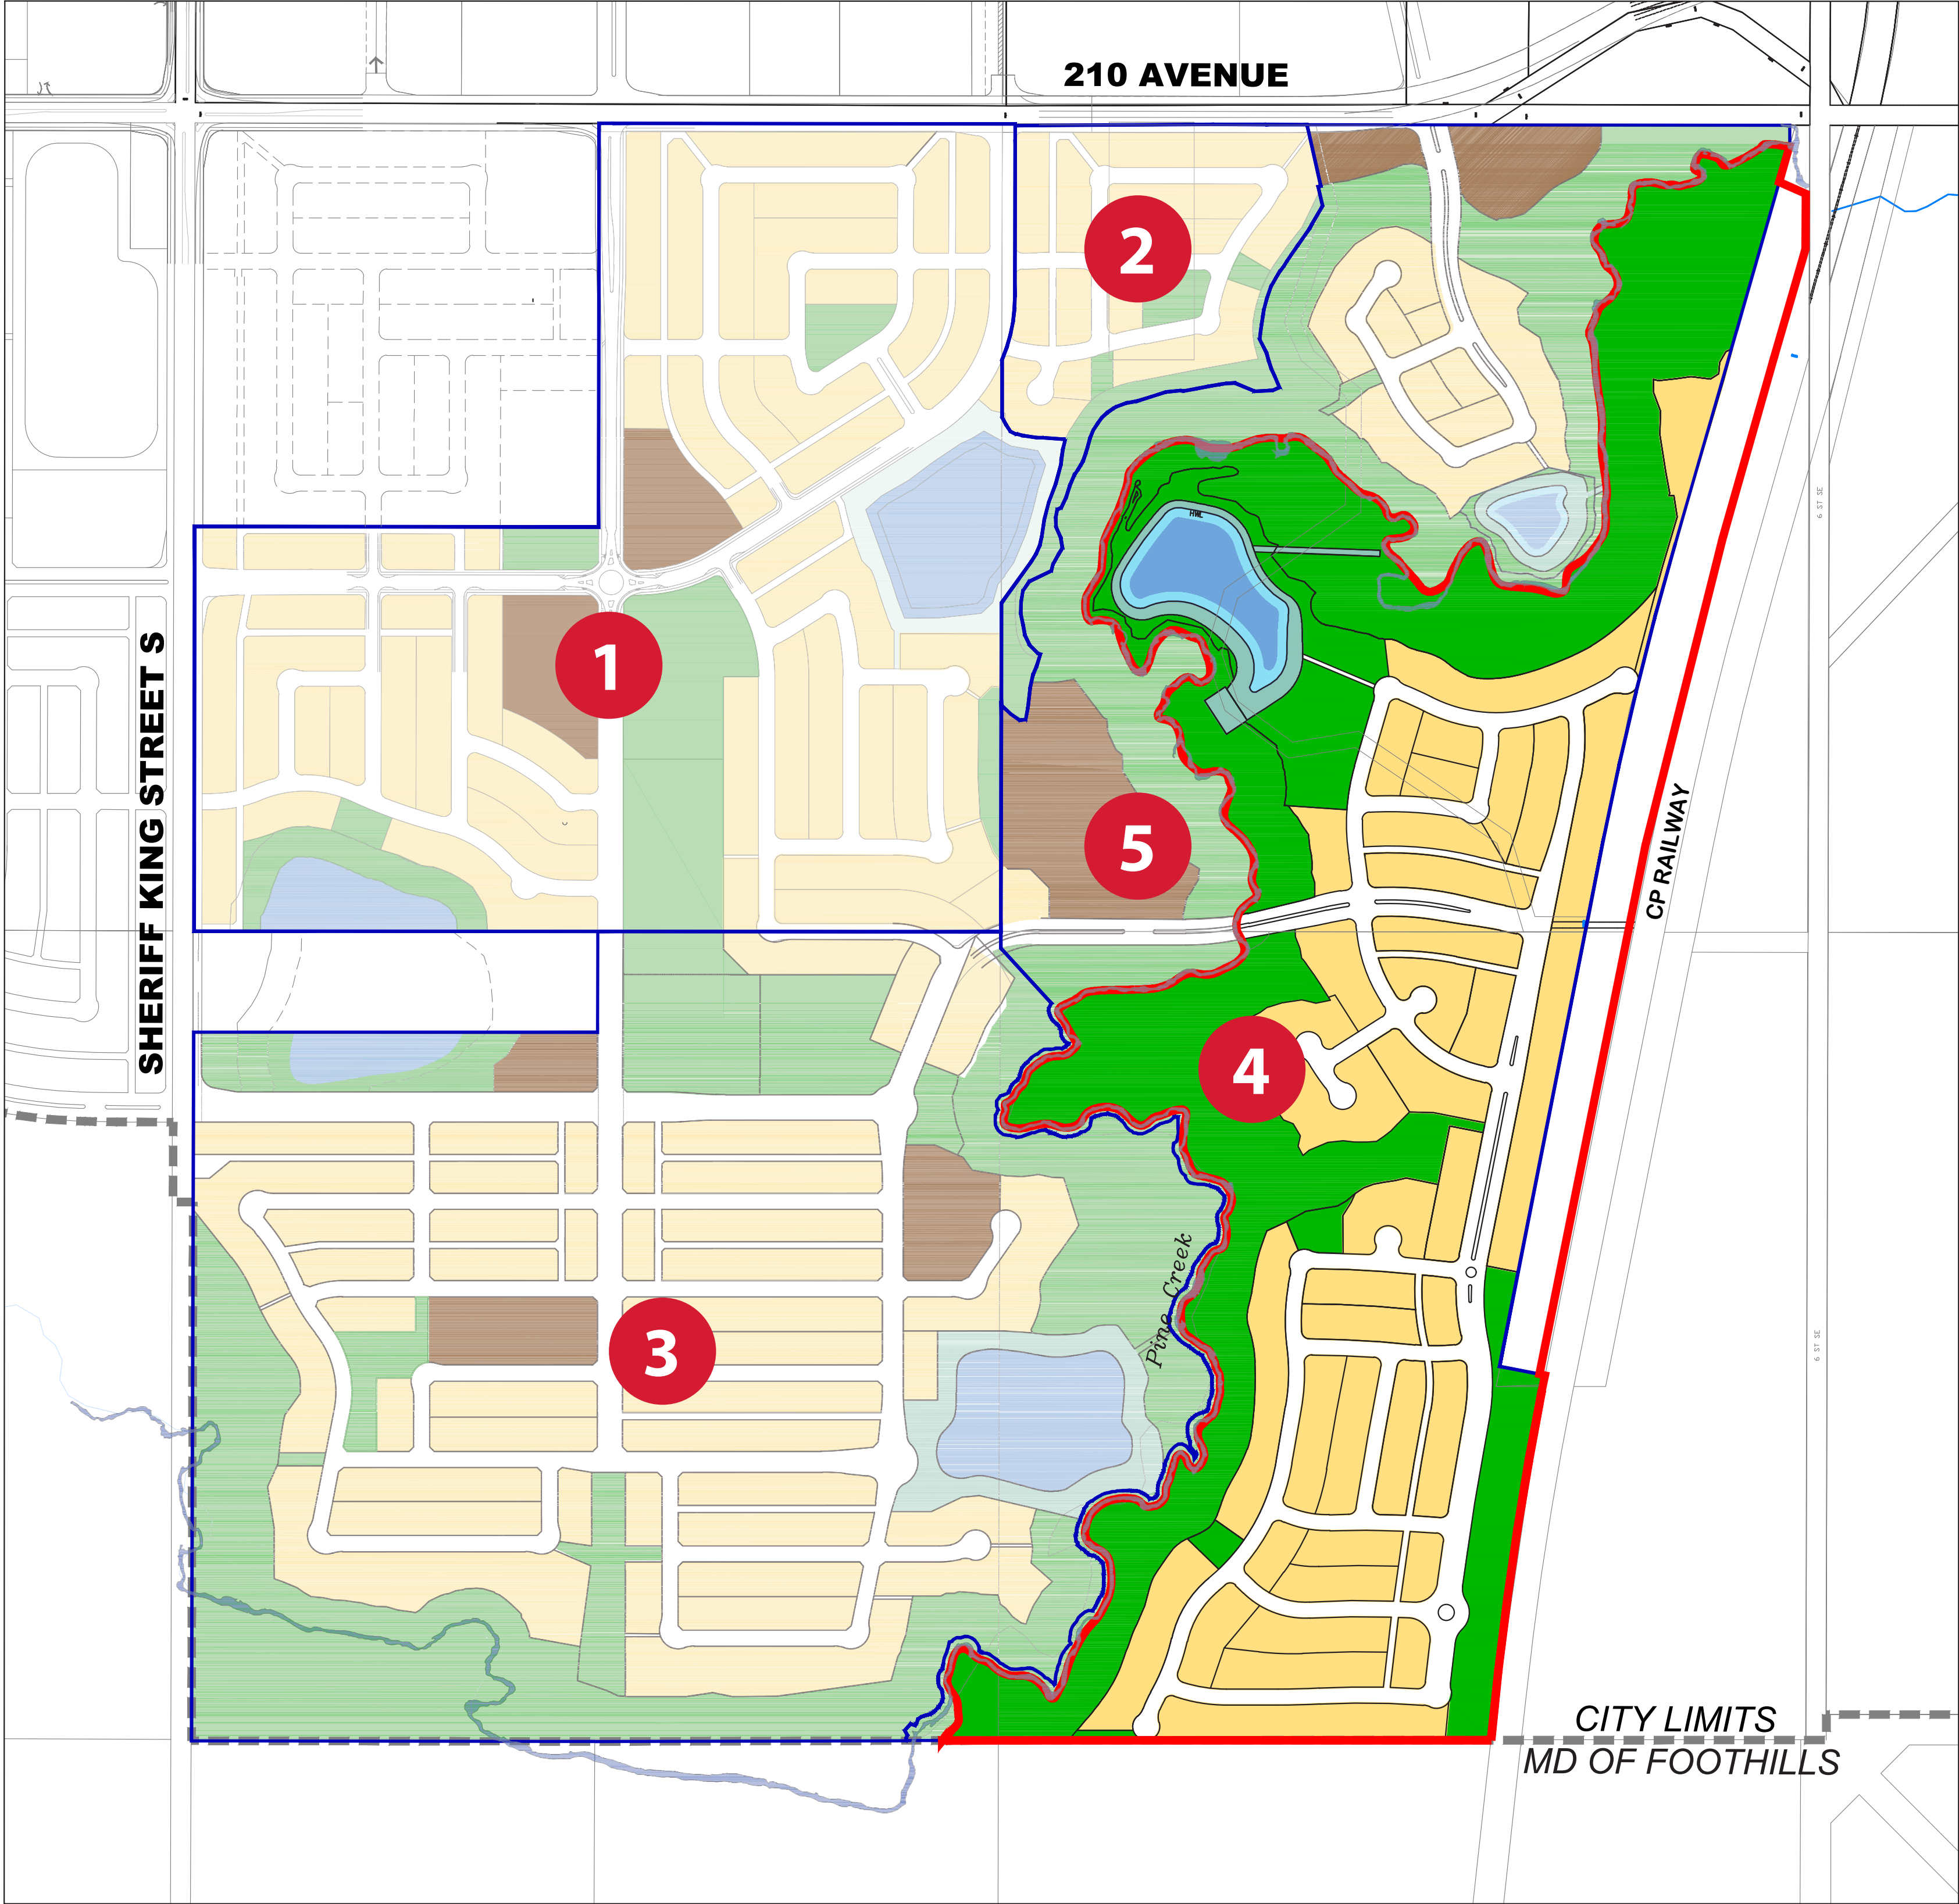 210 AVENUE
2
HWL
1
SHERIFF KING STREET S
5
CP RAILWAY
4
Pine Creek
3
CITY LIMITS
MD OF FOOTHILLS